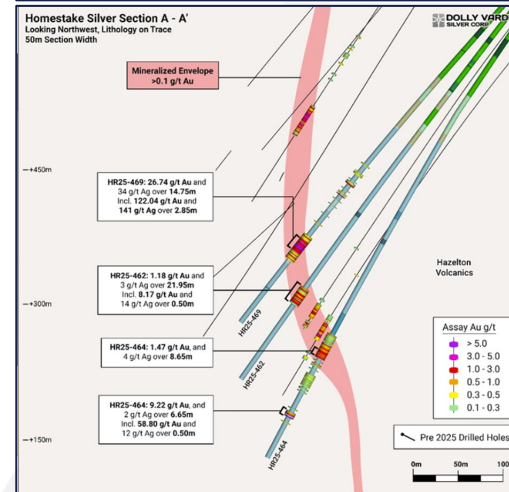 Homestake Silver Section A - A'
Looking Northwest, Lithology on Trace
50m Section Width
DOLLY VARD
SILVER CORP
Mineralized Envelope
>0.1 g/t Au
+450m
HR25-469: 26.74 g/t Au and
34 g/t Ag over 14.75m
Incl. 122.04 g/t Au and
141 g/t Ag over 2.85m
HR25-462: 1.18 g/t Au and
3 g/t Ag over 21.95m
Incl. 8.17 g/t Au and
14 g/t Ag over 0.50m
+300m
HR25-469
HR25-462
HR25-464: 1.47 g/t Au, and
4 g/t Ag over 8.65m
HR25-464: 9.22 g/t Au, and
2 g/t Ag over 6.65m
Incl. 58.80 g/t Au and
12 g/t Ag over 0.50m
+150m
HR25-464
Hazelton
Volcanics
Assay Au g/t
> 5.0
3.0 - 5.0
1.0 - 3.0
0.5 - 1.0
0.3 - 0.5
0.1 - 0.3
Pre 2025 Drilled Holes
0m 50m 100